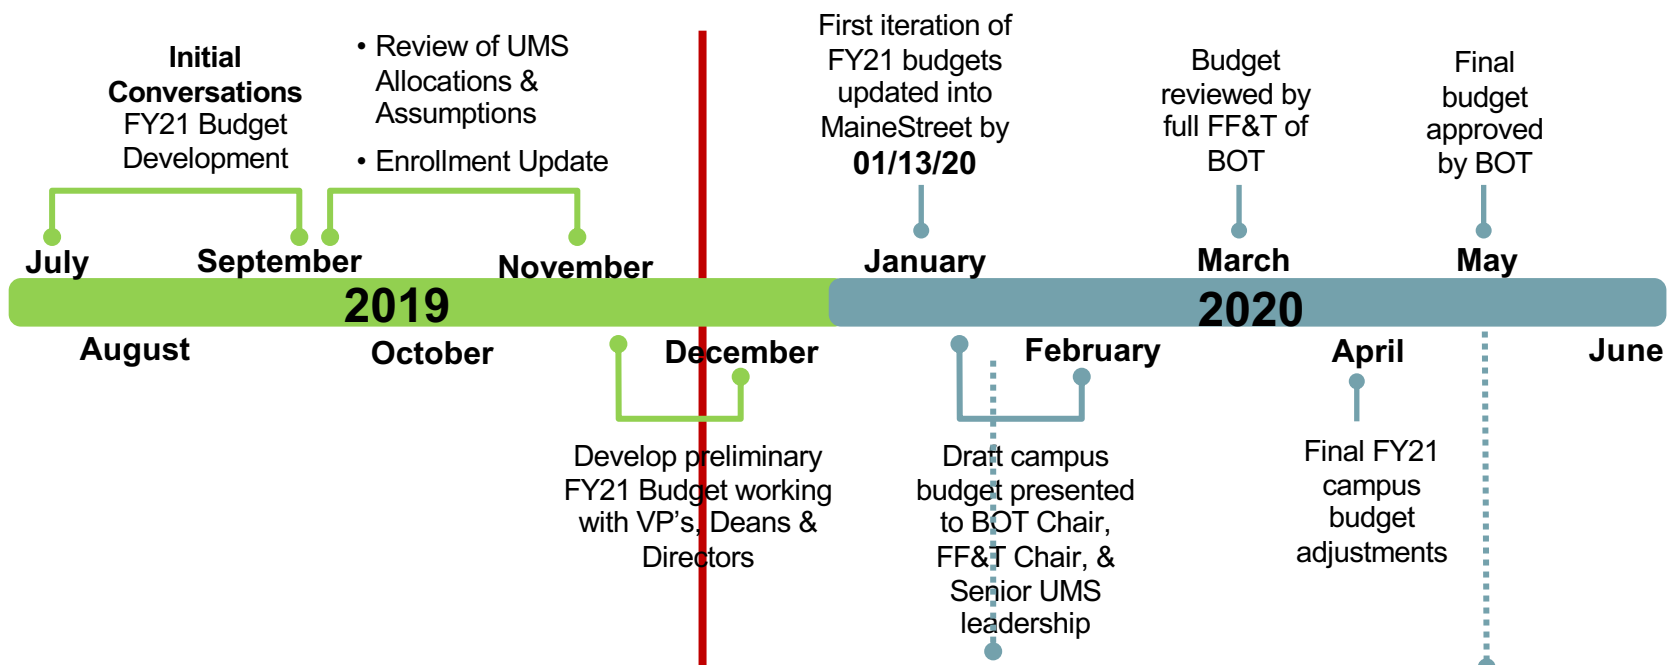 Initial
Conversations
FY21 Budget
Development
• Review of UMS
Allocations &
Assumptions
• Enrollment Update
First iteration of
FY21 budgets
updated into
MaineStreet by
01/13/20
Budget
reviewed by
full FF&T of
BOT
Final
budget
approved
by BOT
July
September
November
January
March
May
2019
2020
August
October
December
February
April
June
Develop preliminary
FY21 Budget working
with VP's, Deans &
Directors
Draft campus
budget presented
to BOT Chair,
FF&T Chair, &
Senior UMS
leadership
Final FY21
campus
budget
adjustments